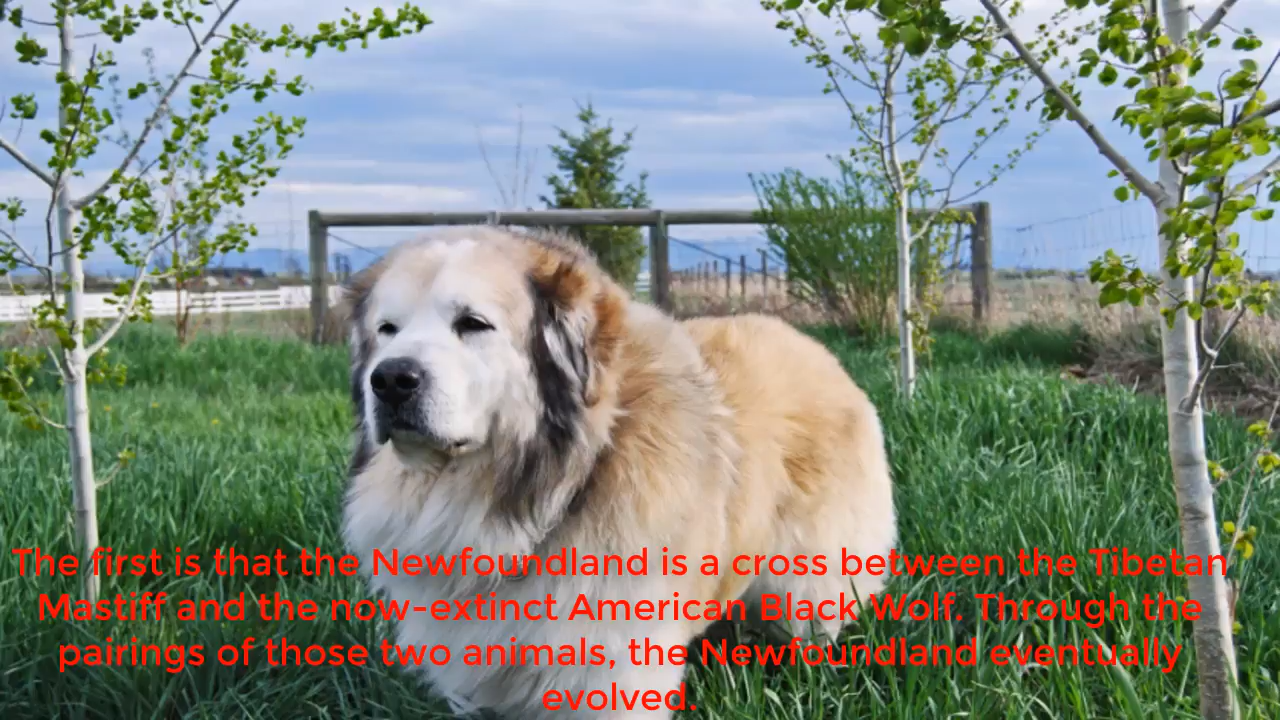 The first is that the Newfoundland is a cross between the Tibetan
Mastiff and the now-extinct American Black Wolf. Through the
pairings of those two animals, the Newfoundland eventually
evolved.